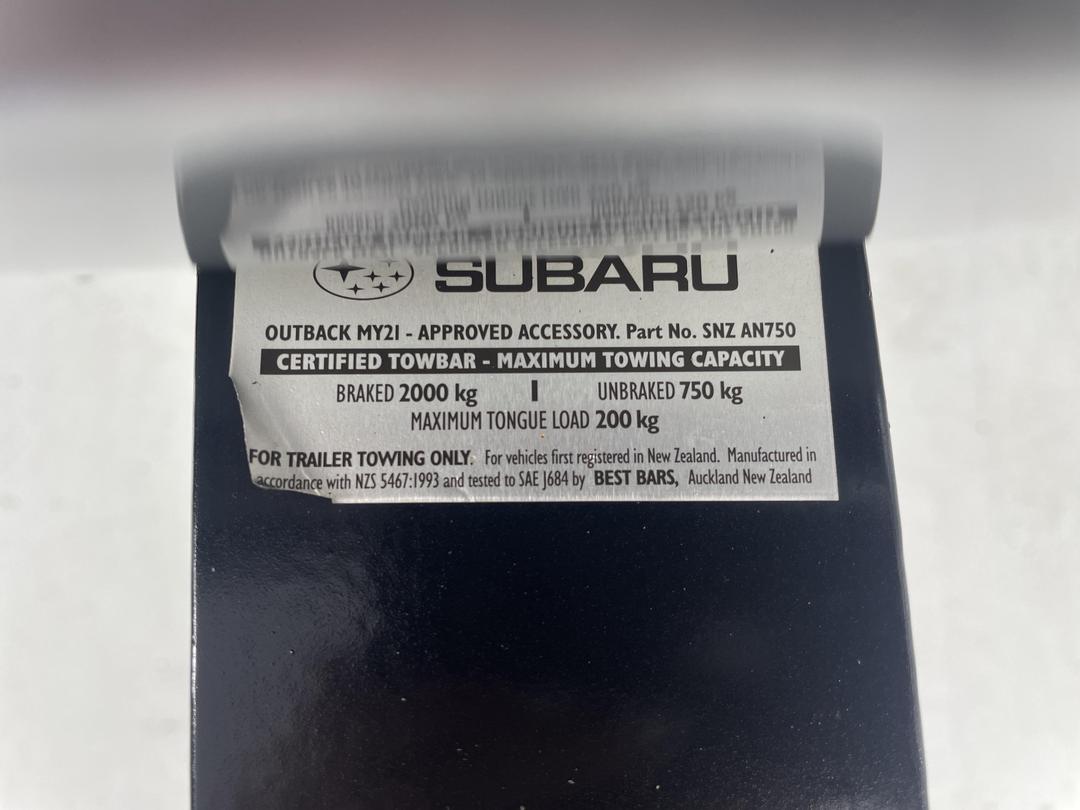 SUBARU
OUTBACK MY21 - APPROVED ACCESSORY. Part No. SNZ AN750
CERTIFIED TOWBAR - MAXIMUM TOWING CAPACITY
BRAKED 2000 kg | UNBRAKED 750 kg
MAXIMUM TONGUE LOAD 200 kg
FOR TRAILER TOWING ONLY. For vehicles first registered in New Zealand. Manufactured in
accordance with NZS 5467:1993 and tested to SAE J684 by BEST BARS, Auckland New Zealand